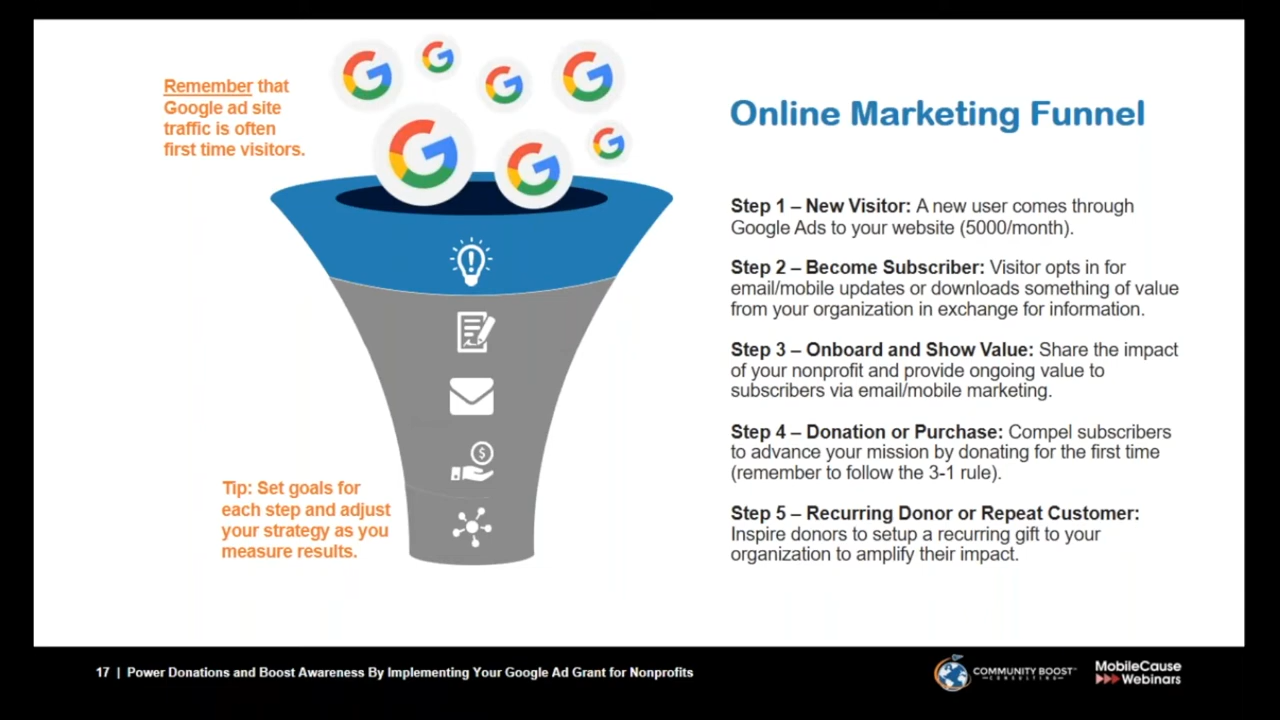 Remember that
Google ad site
traffic is often
first time visitors.
Online Marketing Funnel
Step 1 – New Visitor: A new user comes through
Google Ads to your website (5000/month).
Step 2 – Become Subscriber: Visitor opts in for
email/mobile updates or downloads something of value
from your organization in exchange for information.
Step 3 – Onboard and Show Value: Share the impact
of your nonprofit and provide ongoing value to
subscribers via email/mobile marketing.
Step 4 – Donation or Purchase: Compel subscribers
to advance your mission by donating for the first time
(remember to follow the 3-1 rule).
Step 5 – Recurring Donor or Repeat Customer:
Inspire donors to setup a recurring gift to your
organization to amplify their impact.
Tip: Set goals for
each step and adjust
your strategy as you
measure results.
17 | Power Donations and Boost Awareness By Implementing Your Google Ad Grant for Nonprofits
COMMUNITY BOOST
CONSULTING
MobileCause
Webinars